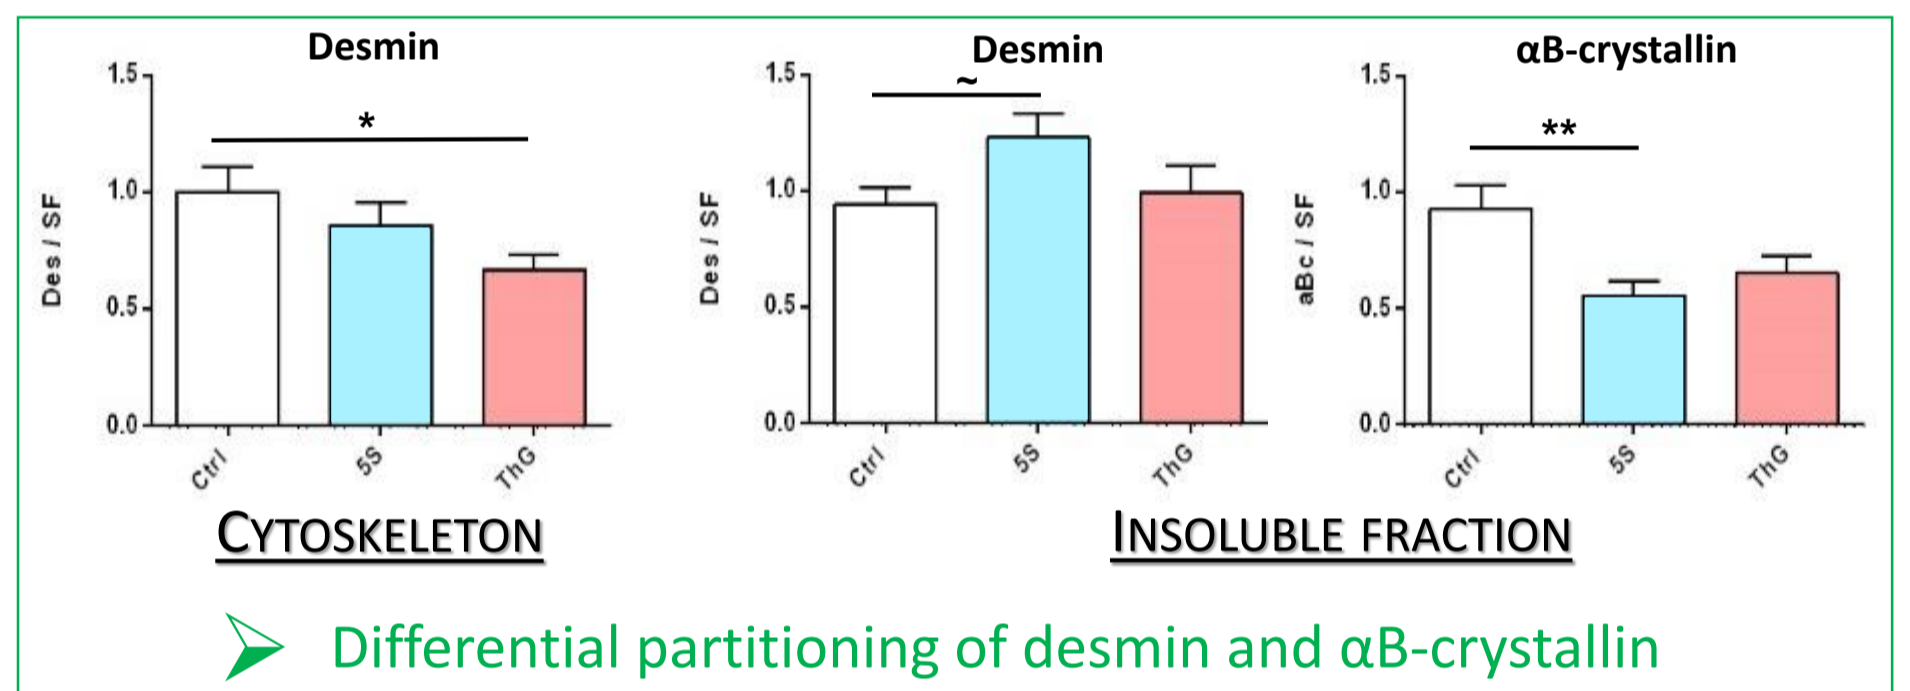 Desmin
1.5
1.0
0.5
0.0
Des / SF
*
Ctrl
5S
ThG
CYTOSKELETON
Desmin
1.5
1.0
0.5
0.0
Des / SF
~
Ctrl
5S
ThG
αB-crystallin
1.5
1.0
0.5
0.0
aBc / SF
**
Ctrl
5S
ThG
INSOLUBLE FRACTION
Differential partitioning of desmin and αB-crystallin